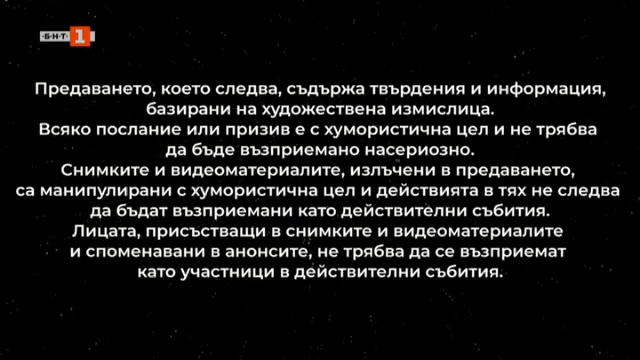 БНТ 1
Предаването, което следва, съдържа твърдения и информация,
базирани на художествена измислица.
Всяко послание или призив е с хумористична цел и не трябва
да бъде възприемано насериозно.
Снимките и видеоматериалите, излъчени в предаването,
са манипулирани с хумористична цел и действията в тях не следва
да бъдат възприемани като действителни събития.
Лицата, присъстващи в снимките и видеоматериалите
и споменавани в анонсите, не трябва да се възприемат
като участници в действителни събития.